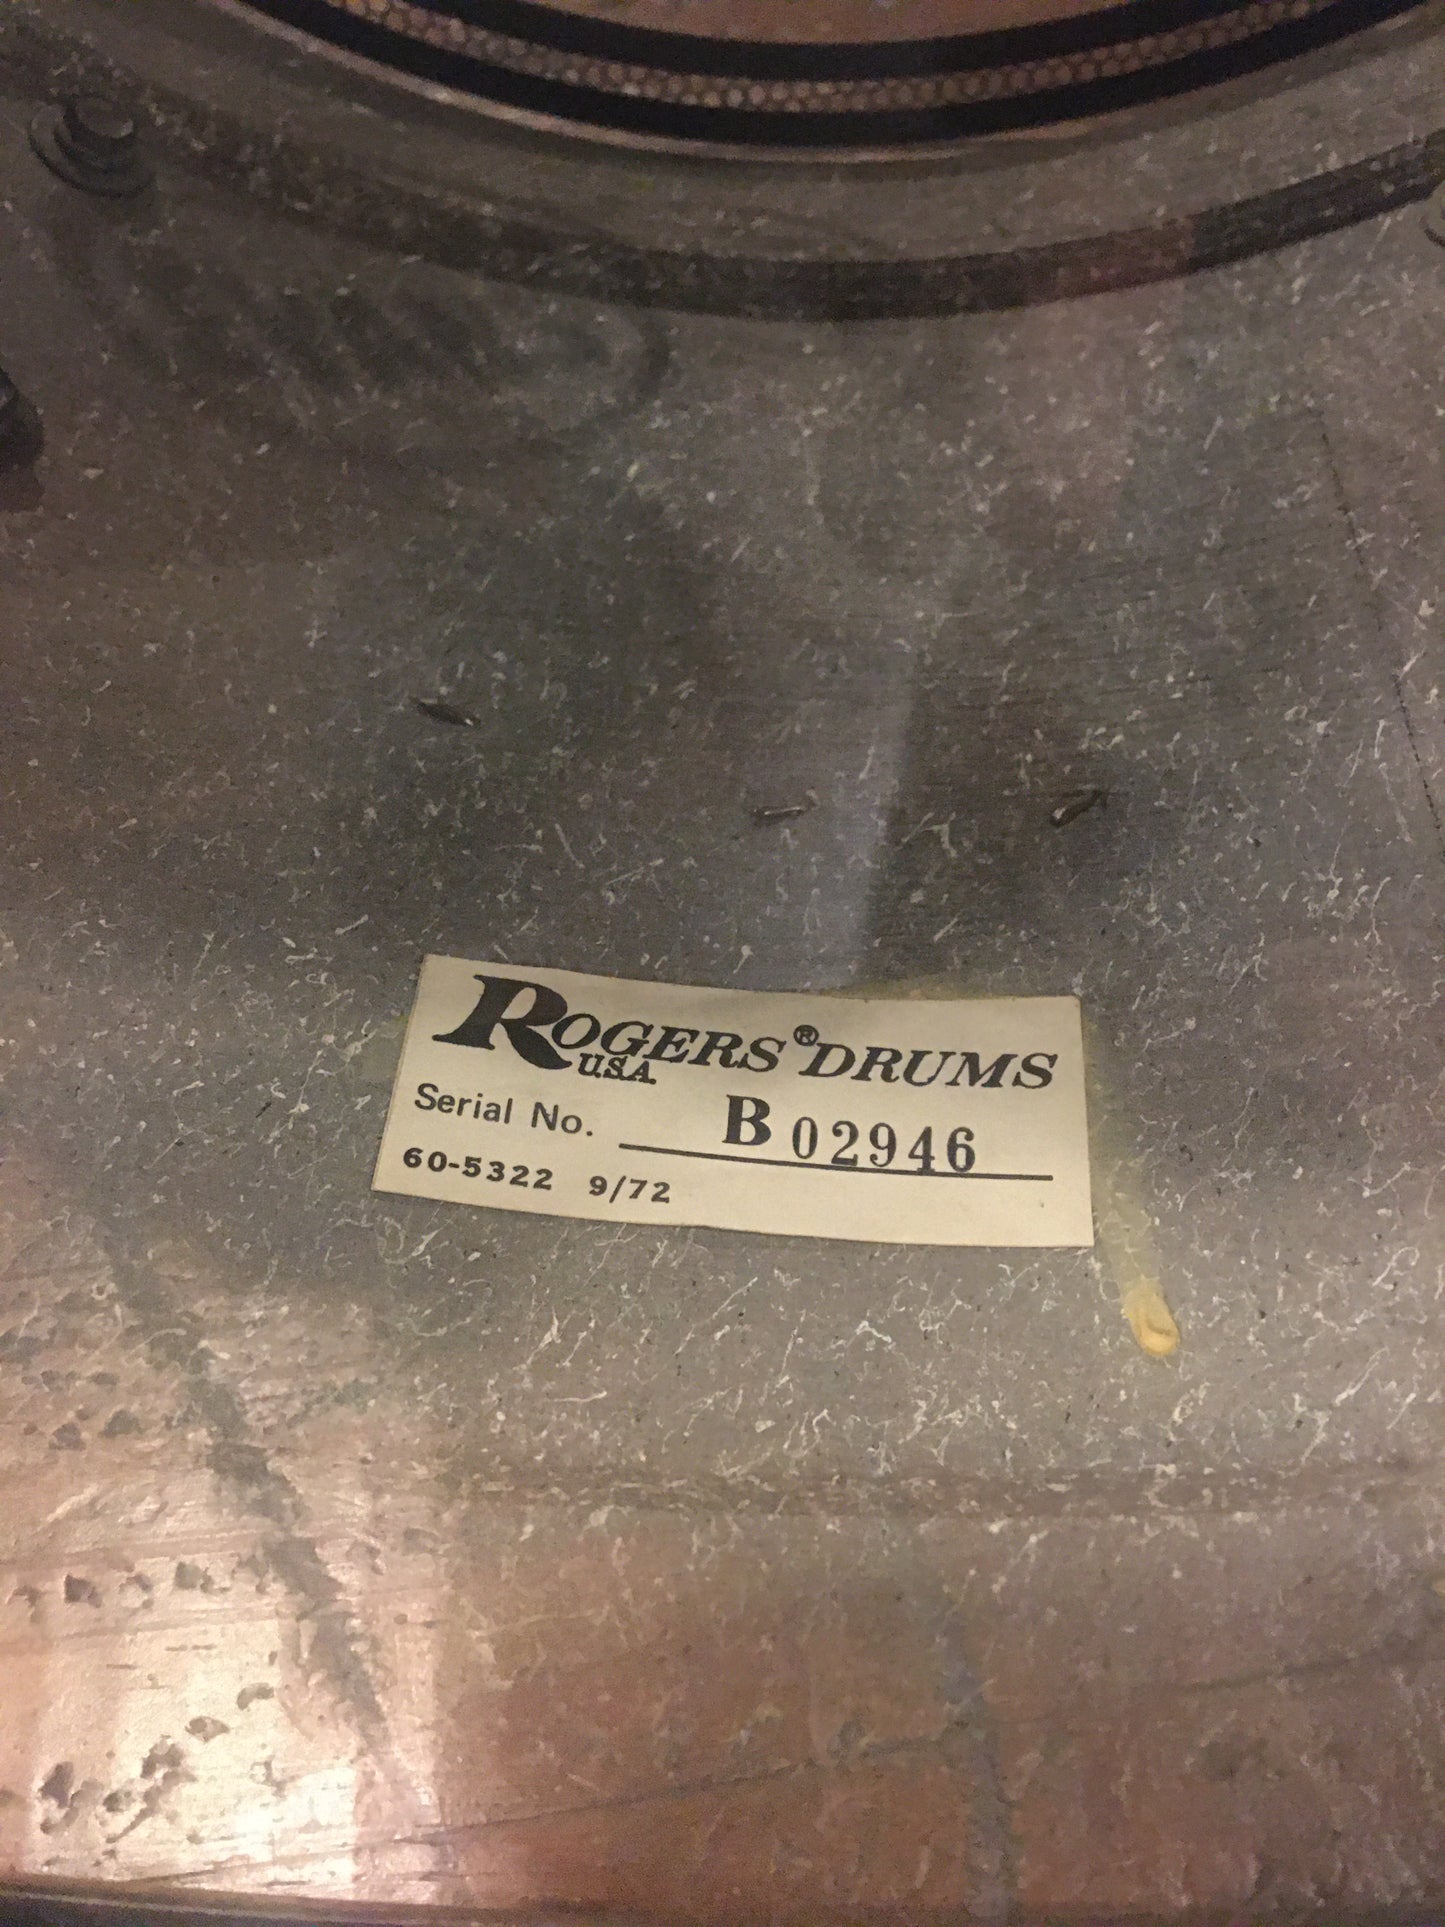 ROGERS® DRUMS
U.S.A.
Serial No. B 02946
60-5322 9/72